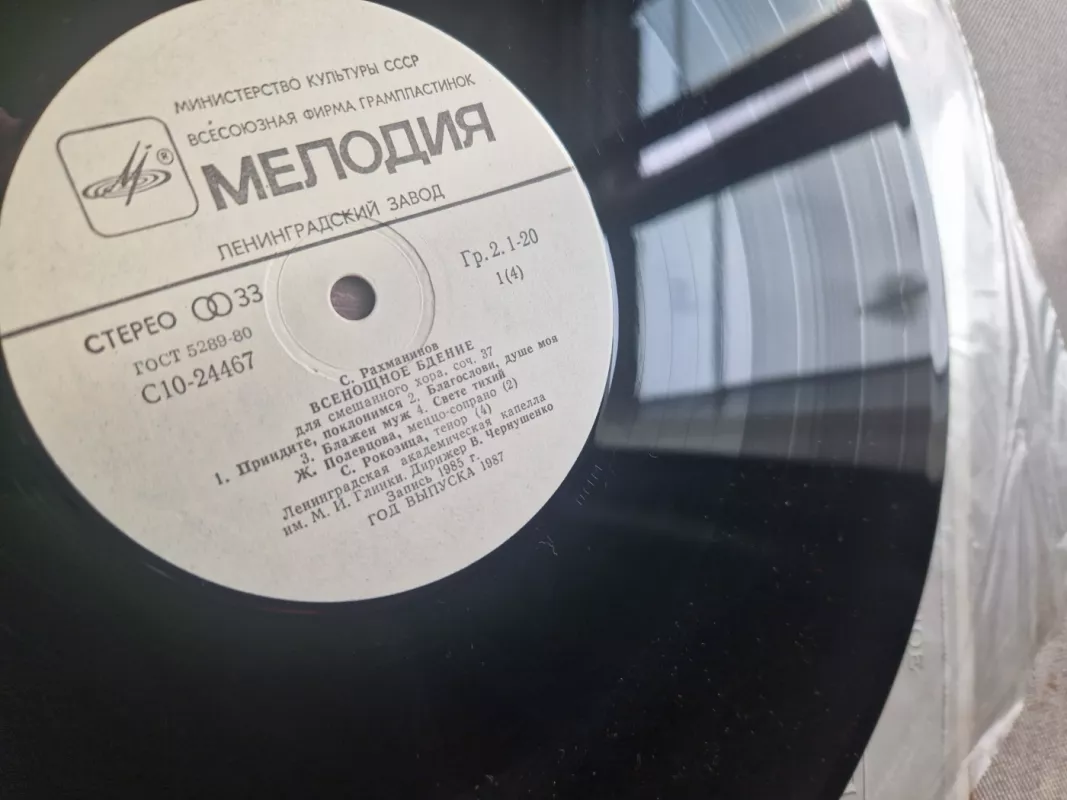 МИНИСТЕРСТВО КУЛЬТУРЫ СССР
ВСЕСОЮЗНАЯ ФИРМА ГРАМПЛАСТИНОК
®
МЕЛОДИЯ
ЛЕНИНГРАДСКИЙ ЗАВОД
СТЕРЕО 33
ГОСТ 5289-80
С10-24467
Гр. 2. 1-20
1(4)
С. Рахманинов
ВСЕНОЩНОЕ БДЕНИЕ
для смешанного хора, соч. 37
1. Приидите, поклонимся 2. Благослови, душе моя
3. Блажен муж 4. Свете тихий
Ж. Полевцова, меццо-сопрано (2)
С. Рокозица, тенор (4)
Ленинградская академическая капелла
им. М. И. Глинки. Дирижер В. Чернушенко
Запись 1985 г.
ГОД ВЫПУСКА 1987